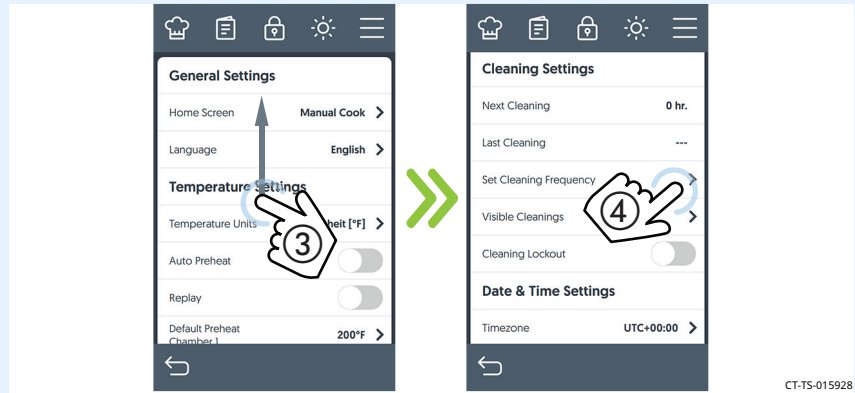 General Settings
Home Screen Manual Cook
Language English
Temperature Settings
Temperature Units heit [°F]
Auto Preheat
Replay
Default Preheat
Chamber 1 200°F
3
Cleaning Settings
Next Cleaning 0 hr.
Last Cleaning ---
Set Cleaning Frequency
Visible Cleanings
Cleaning Lockout
Date & Time Settings
Timezone UTC+00:00
4
CT-TS-015928